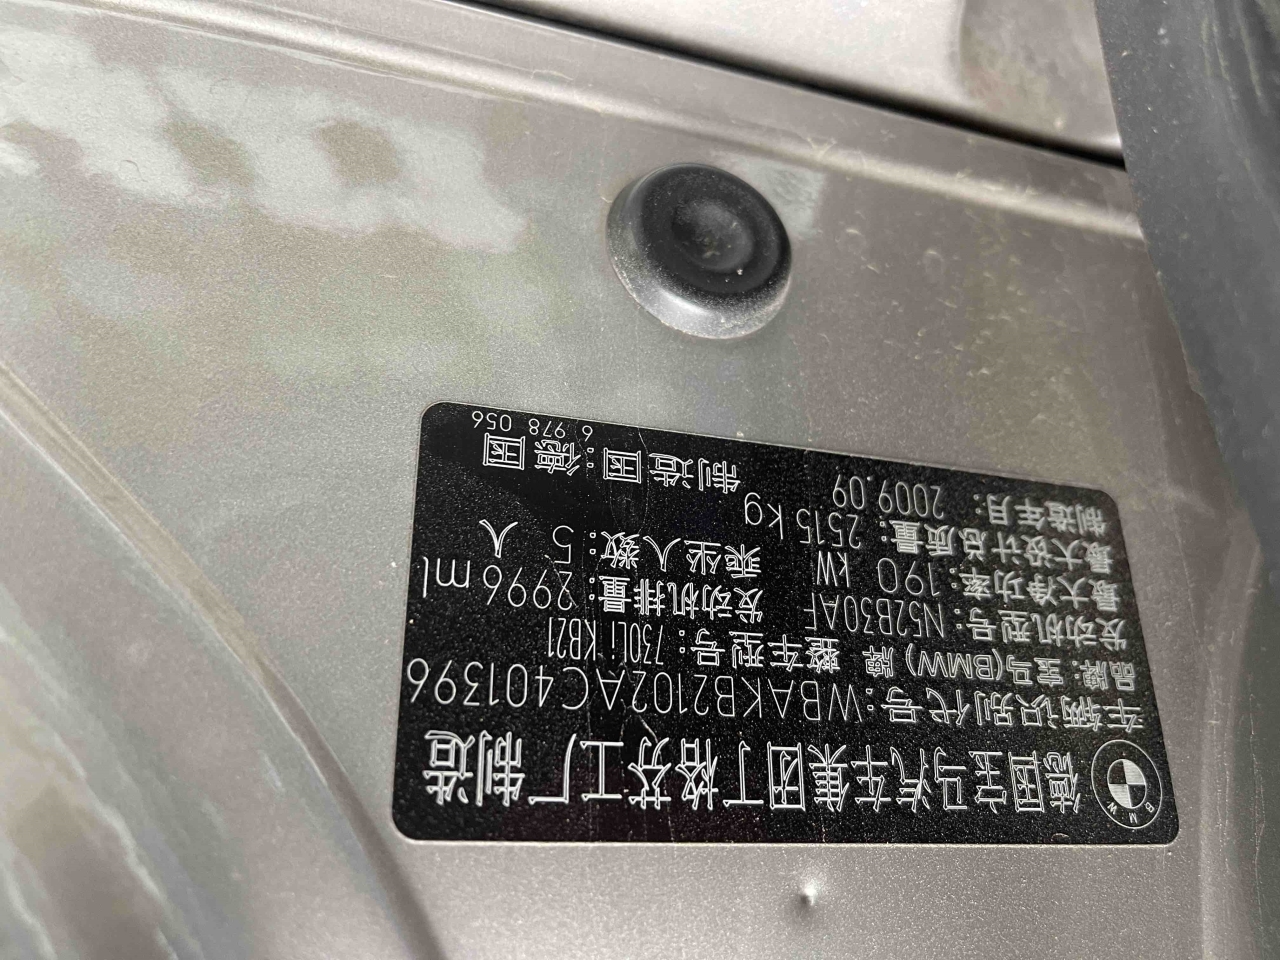 德国宝马汽车集团丁格芬工厂 制造
B M W
车辆识别代号:WBAKB2102AC401396
品牌:宝马(BMW)牌 整车型号:730Li KB21
发动机型号:N52B30AF 发动机排量:2996ml
最大净功率:190 kW 乘坐人数:5 人
最大设计总质量:2515kg
制造年月:2009.09 制造国:德国
6 978 056